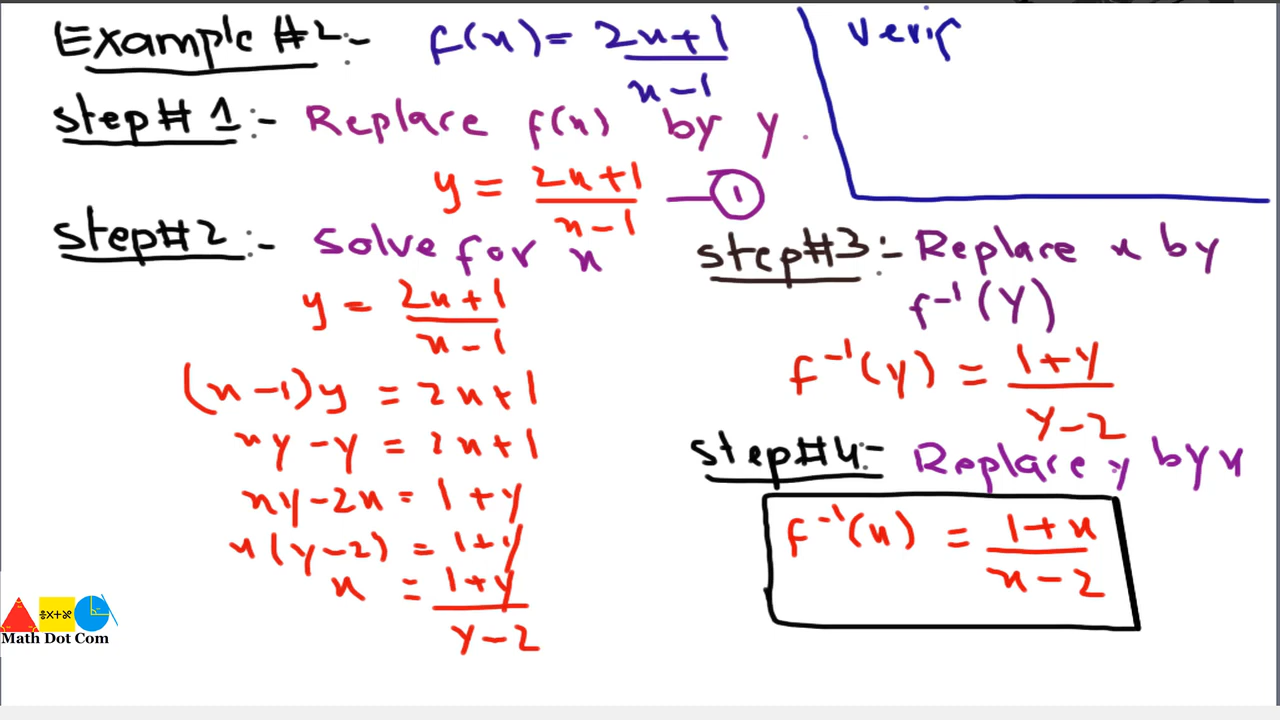 Example #2:-
f(x) = 2x+1 / x-1
Verif
step# 1:- Replace f(x) by y.
y = 2x+1 / x-1 —①
step#2:- Solve for x
y = 2x+1 / x-1
(x-1)y = 2x+1
xy-y = 2x+1
xy-2x = 1+y
x(y-2) = 1+y
x = 1+y / y-2
step#3:- Replace x by
f⁻¹(y)
f⁻¹(y) = 1+y / y-2
step#4:- Replace y by x
f⁻¹(x) = 1+x / x-2
÷x+×
Math Dot Com